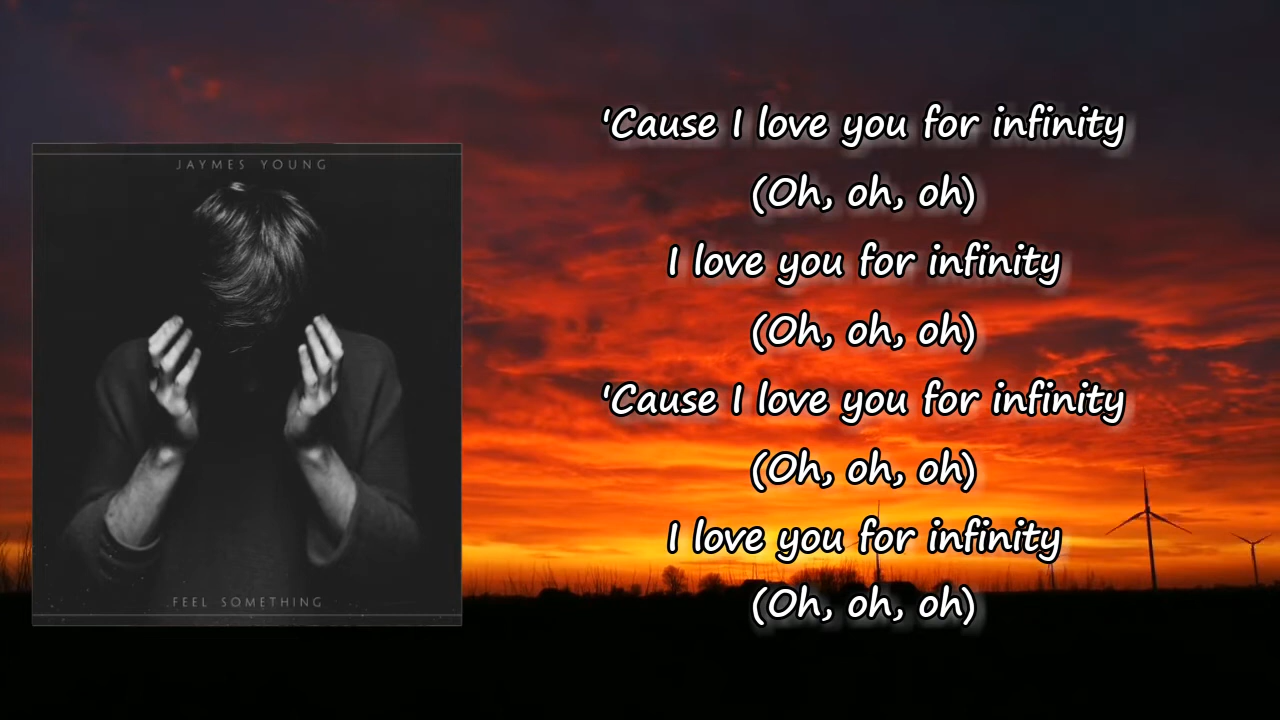 JAYMES YOUNG
FEEL SOMETHING
'Cause I love you for infinity
(Oh, oh, oh)
I love you for infinity
(Oh, oh, oh)
'Cause I love you for infinity
(Oh, oh, oh)
I love you for infinity
(Oh, oh, oh)